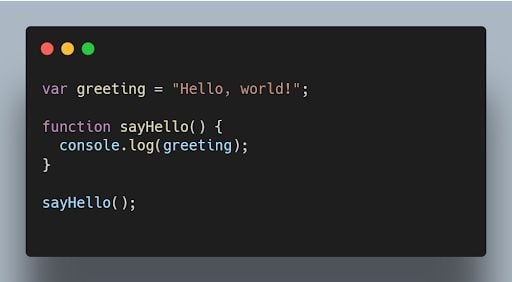 var greeting = "Hello, world!";
function sayHello() {
  console.log(greeting);
}
sayHello();